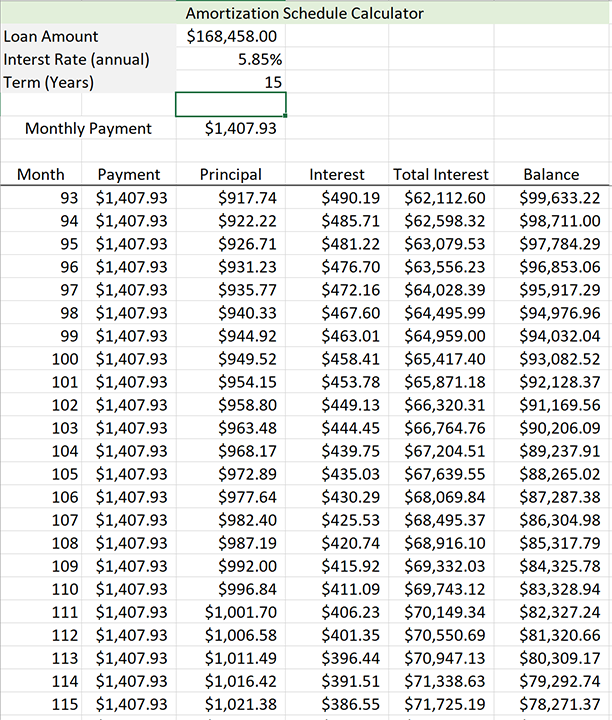 Amortization Schedule Calculator
Loan Amount $168,458.00
Interst Rate (annual) 5.85%
Term (Years) 15
Monthly Payment $1,407.93
Month Payment Principal Interest Total Interest Balance
93 $1,407.93 $917.74 $490.19 $62,112.60 $99,633.22
94 $1,407.93 $922.22 $485.71 $62,598.32 $98,711.00
95 $1,407.93 $926.71 $481.22 $63,079.53 $97,784.29
96 $1,407.93 $931.23 $476.70 $63,556.23 $96,853.06
97 $1,407.93 $935.77 $472.16 $64,028.39 $95,917.29
98 $1,407.93 $940.33 $467.60 $64,495.99 $94,976.96
99 $1,407.93 $944.92 $463.01 $64,959.00 $94,032.04
100 $1,407.93 $949.52 $458.41 $65,417.40 $93,082.52
101 $1,407.93 $954.15 $453.78 $65,871.18 $92,128.37
102 $1,407.93 $958.80 $449.13 $66,320.31 $91,169.56
103 $1,407.93 $963.48 $444.45 $66,764.76 $90,206.09
104 $1,407.93 $968.17 $439.75 $67,204.51 $89,237.91
105 $1,407.93 $972.89 $435.03 $67,639.55 $88,265.02
106 $1,407.93 $977.64 $430.29 $68,069.84 $87,287.38
107 $1,407.93 $982.40 $425.53 $68,495.37 $86,304.98
108 $1,407.93 $987.19 $420.74 $68,916.10 $85,317.79
109 $1,407.93 $992.00 $415.92 $69,332.03 $84,325.78
110 $1,407.93 $996.84 $411.09 $69,743.12 $83,328.94
111 $1,407.93 $1,001.70 $406.23 $70,149.34 $82,327.24
112 $1,407.93 $1,006.58 $401.35 $70,550.69 $81,320.66
113 $1,407.93 $1,011.49 $396.44 $70,947.13 $80,309.17
114 $1,407.93 $1,016.42 $391.51 $71,338.63 $79,292.74
115 $1,407.93 $1,021.38 $386.55 $71,725.19 $78,271.37